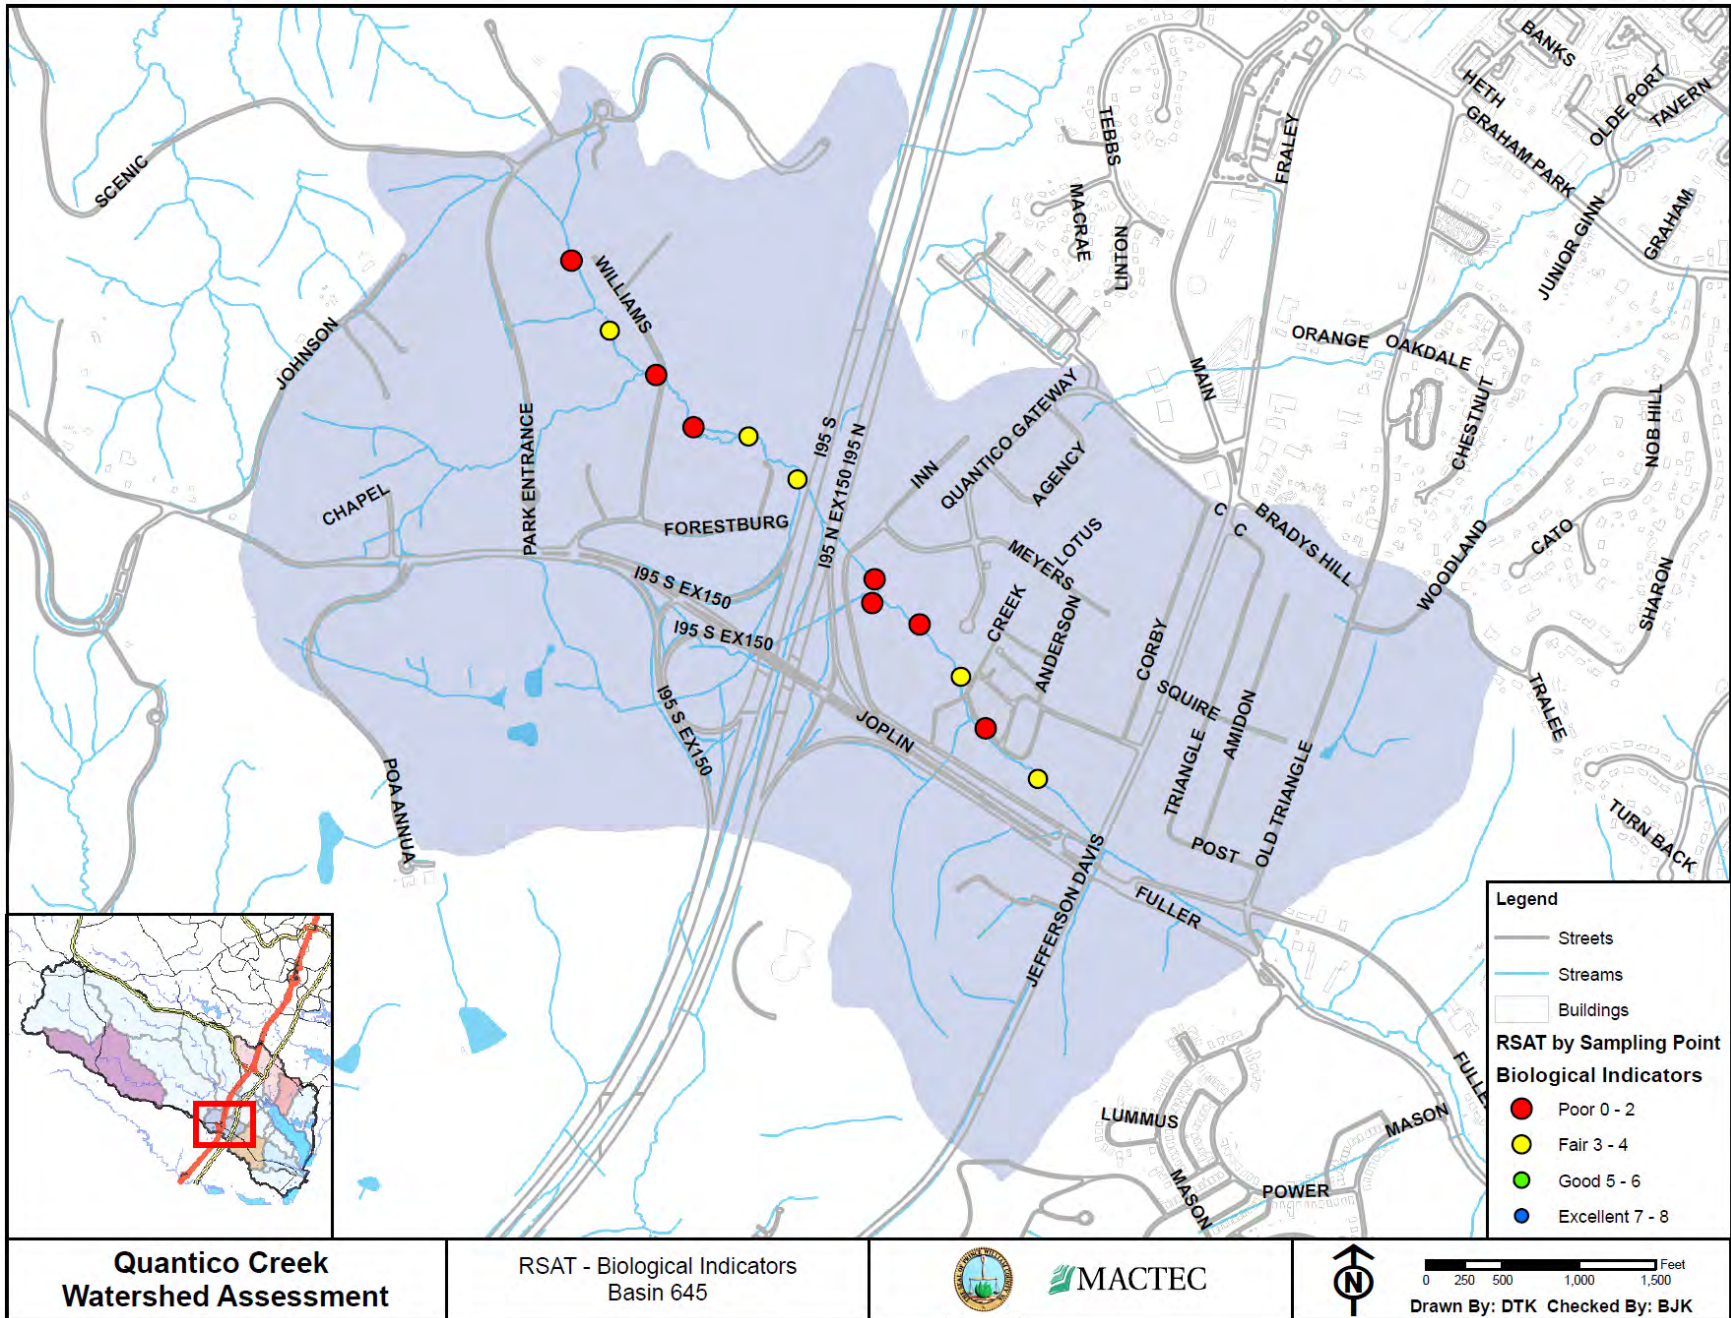 BANKS
HETH
OLDE PORT
TAVERN
GRAHAM PARK
TEBBS
FRALEY
SCENIC
MACRAE
LINTON
JUNIOR GINN
GRAHAM
WILLIAMS
JOHNSON
ORANGE
OAKDALE
MAIN
QUANTICO GATEWAY
CHESTNUT
NOB HILL
PARK ENTRANCE
I95 S
I95 N EX150 I95 N
INN
AGENCY
CHAPEL
FORESTBURG
C
C
BRADYS HILL
LOTUS
MEYERS
WOODLAND
CATO
SHARON
I95 S EX150
I95 S EX150
CREEK
ANDERSON
CORBY
I95 S EX150
SQUIRE
AMIDON
TRIANGLE
OLD TRIANGLE
TRALEE
JOPLIN
POA ANNUA
POST
TURN BACK
JEFFERSON DAVIS
FULLER
LUMMUS
MASON
MASON
POWER
Legend
Streets
Streams
Buildings
RSAT by Sampling Point
Biological Indicators
Poor 0 - 2
Fair 3 - 4
Good 5 - 6
Excellent 7 - 8
Quantico Creek
Watershed Assessment
RSAT - Biological Indicators
Basin 645
MACTEC
N
Feet
0 250 500 1,000 1,500
Drawn By: DTK Checked By: BJK